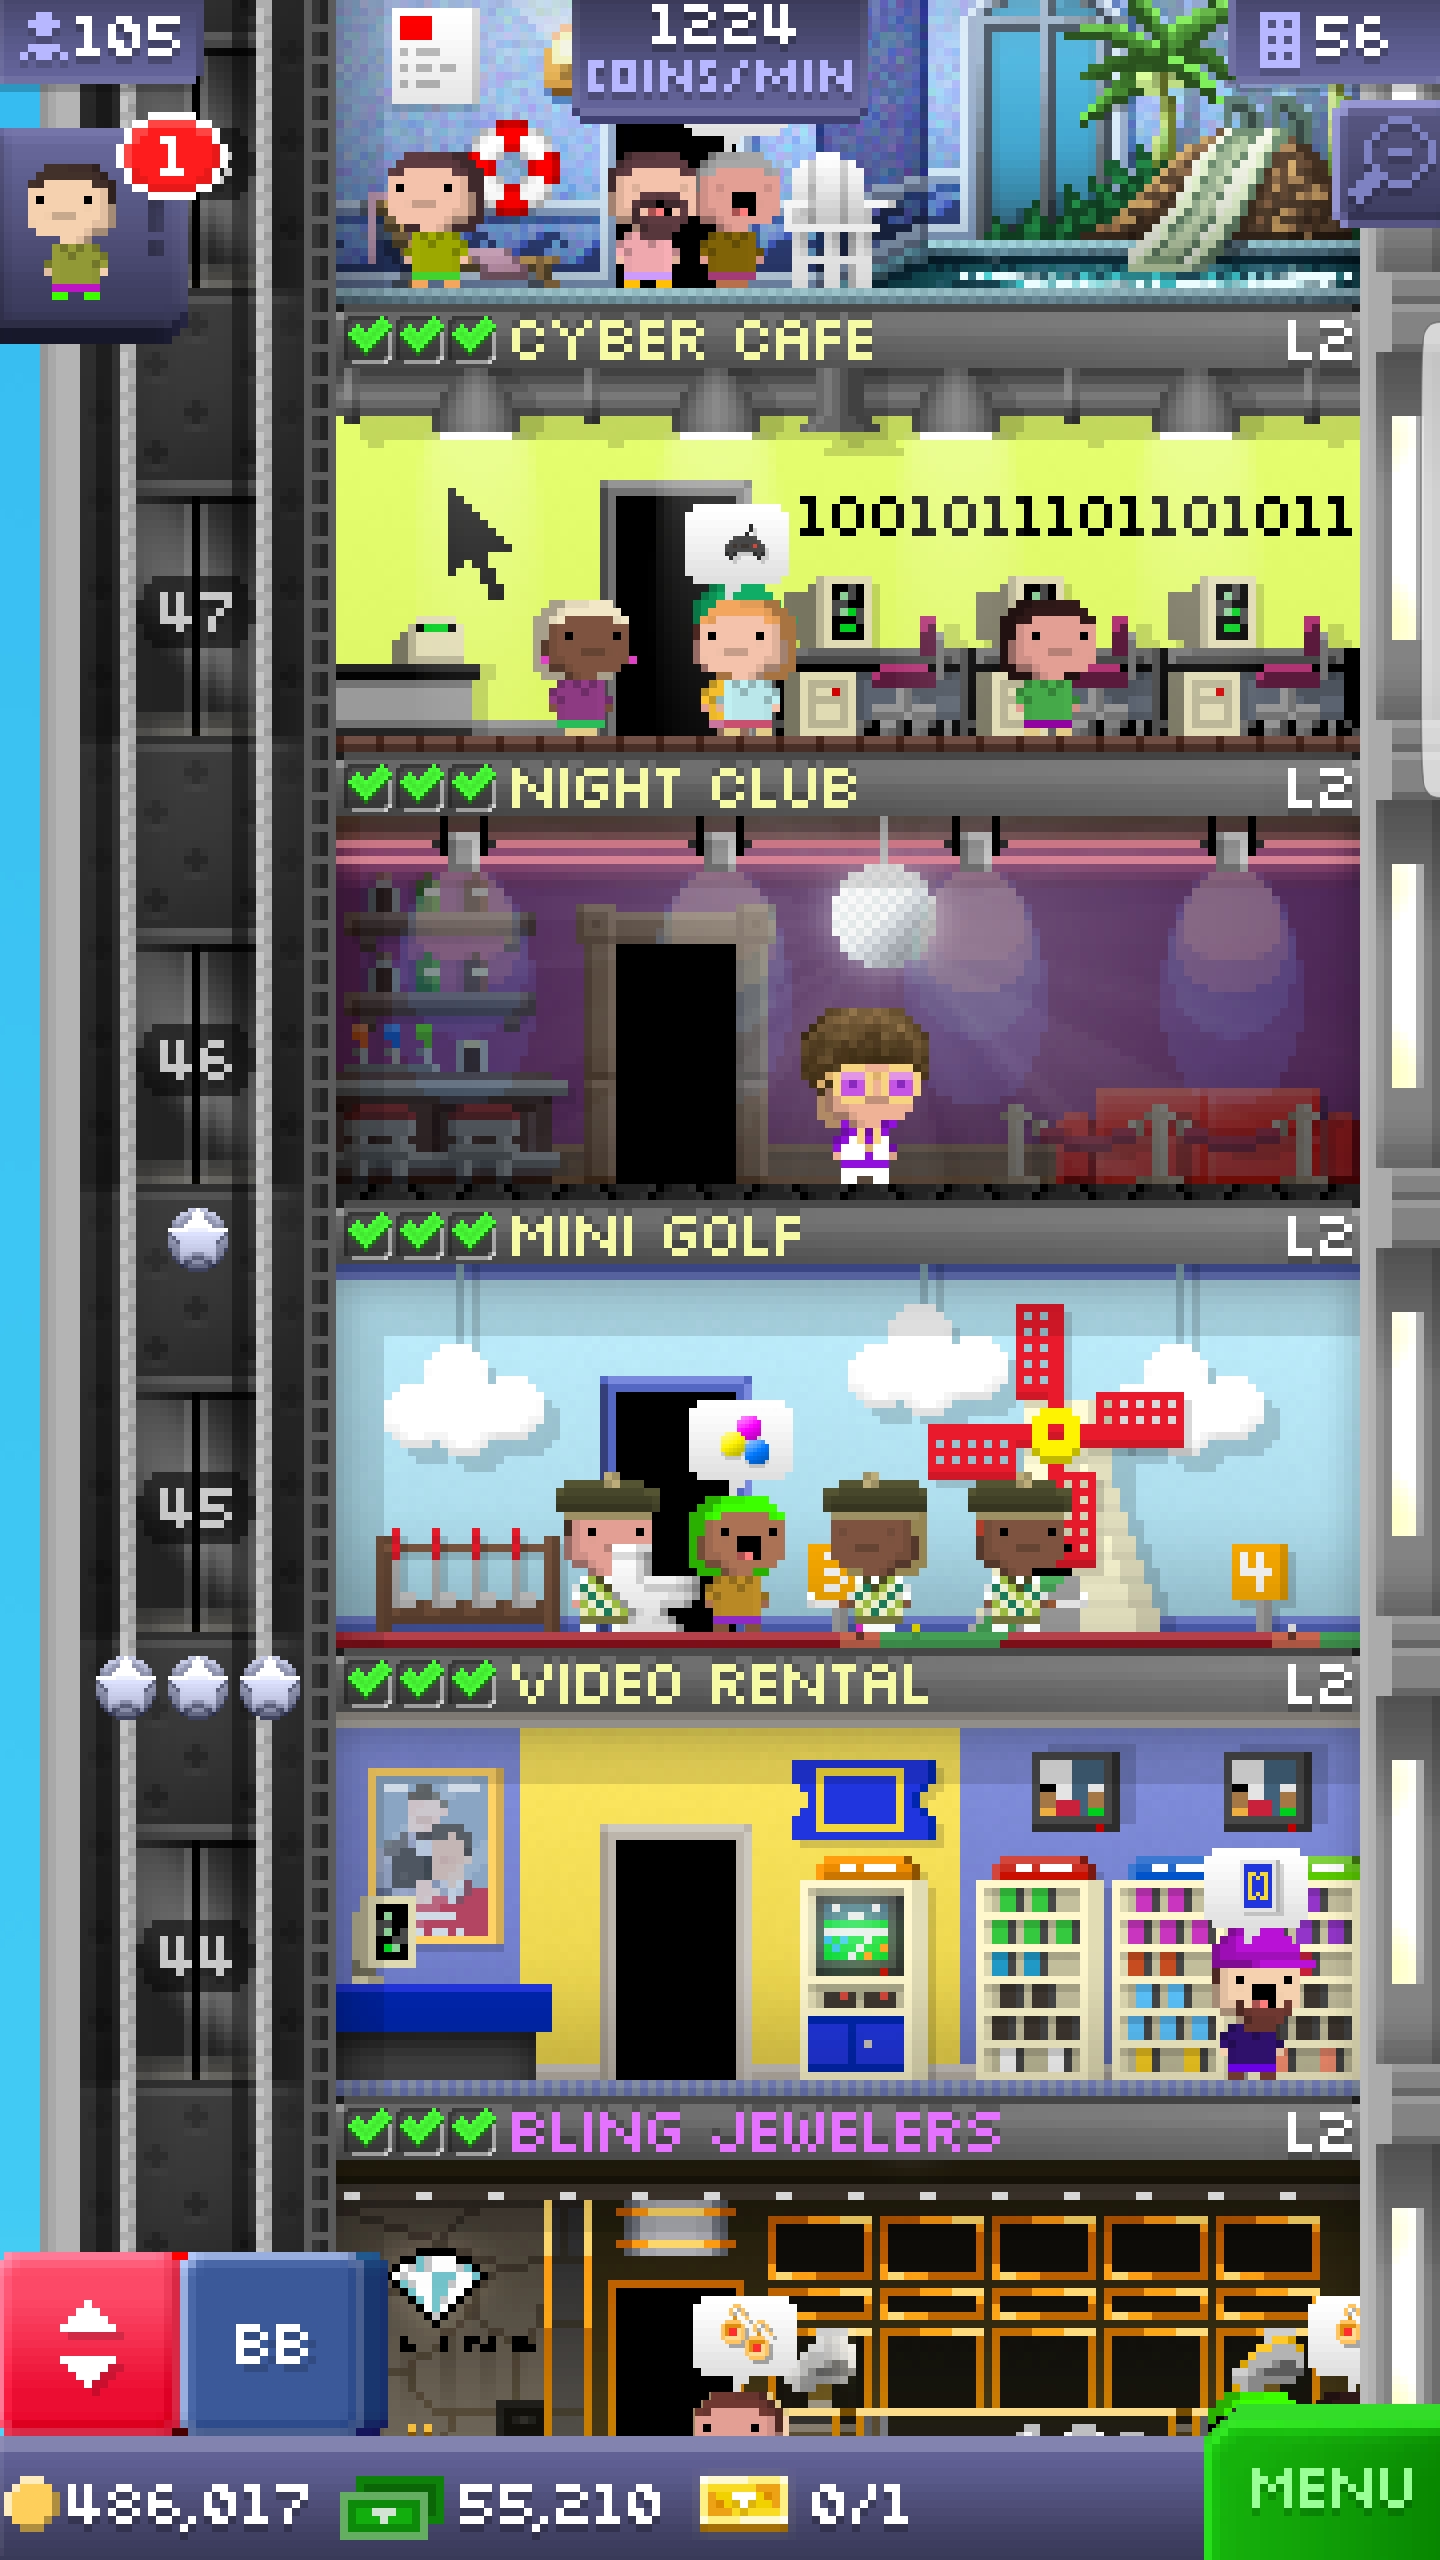 105
1224
COINS/MIN
56
1
CYBER CAFE L2
1001011101101011
47
NIGHT CLUB L2
46
MINI GOLF L2
45
3
4
VIDEO RENTAL L2
44
BLING JEWELERS L2
BB
486,017
55,210
0/1
MENU